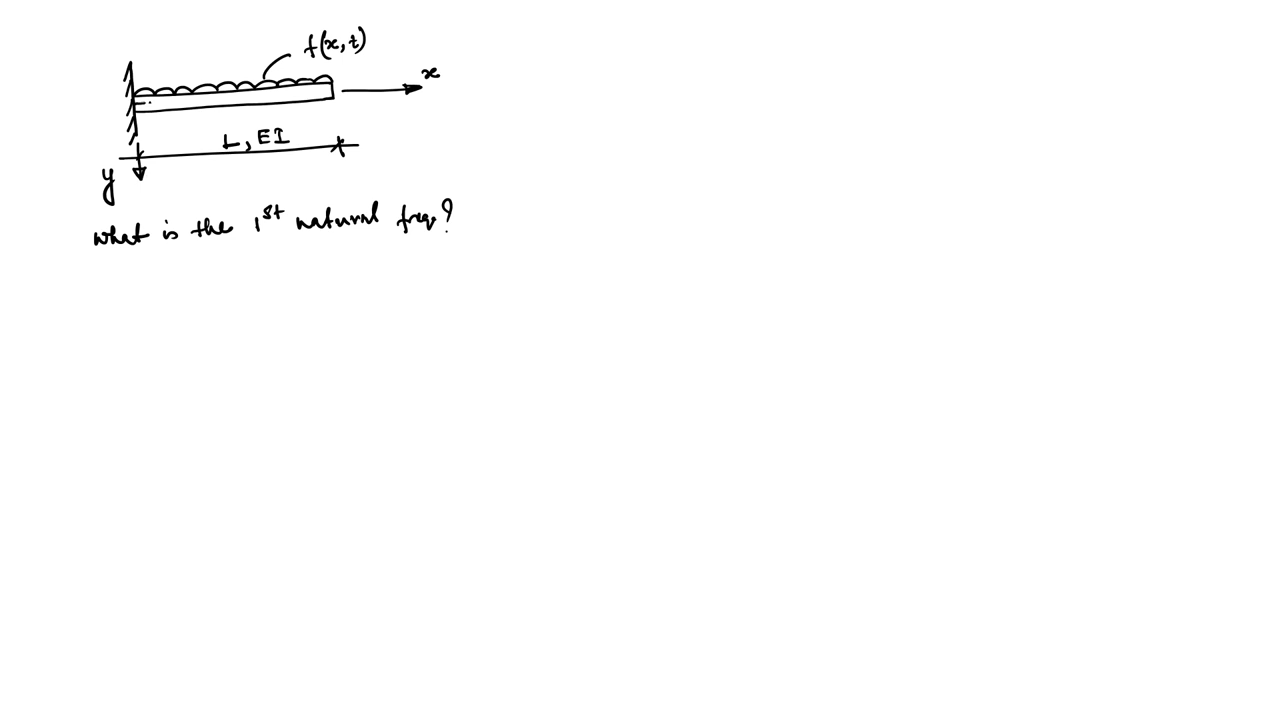 f(x,t)
x
L, EI
y
what is the 1st natural freq?